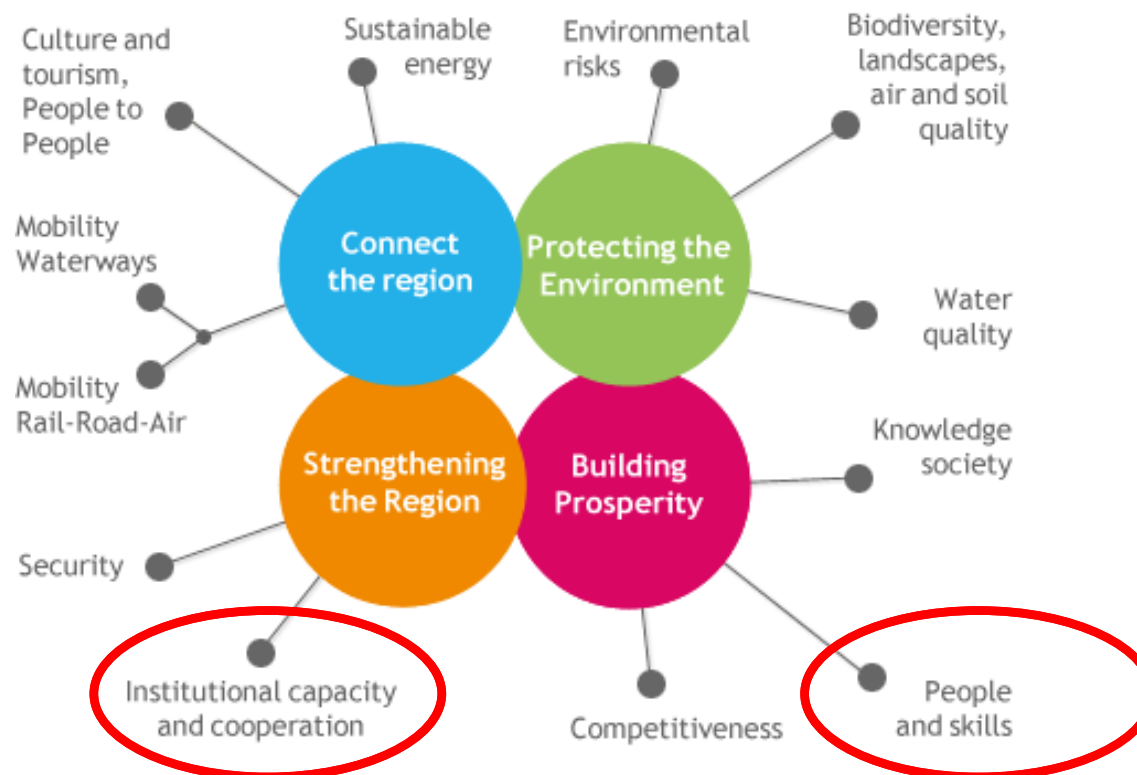 Culture and
tourism,
People to
People
Sustainable
energy
Environmental
risks
Biodiversity,
landscapes,
air and soil
quality
Mobility
Waterways
Connect
the region
Protecting the
Environment
Water
quality
Mobility
Rail-Road-Air
Strengthening
the Region
Building
Prosperity
Knowledge
society
Security
Institutional capacity
and cooperation
Competitiveness
People
and skills